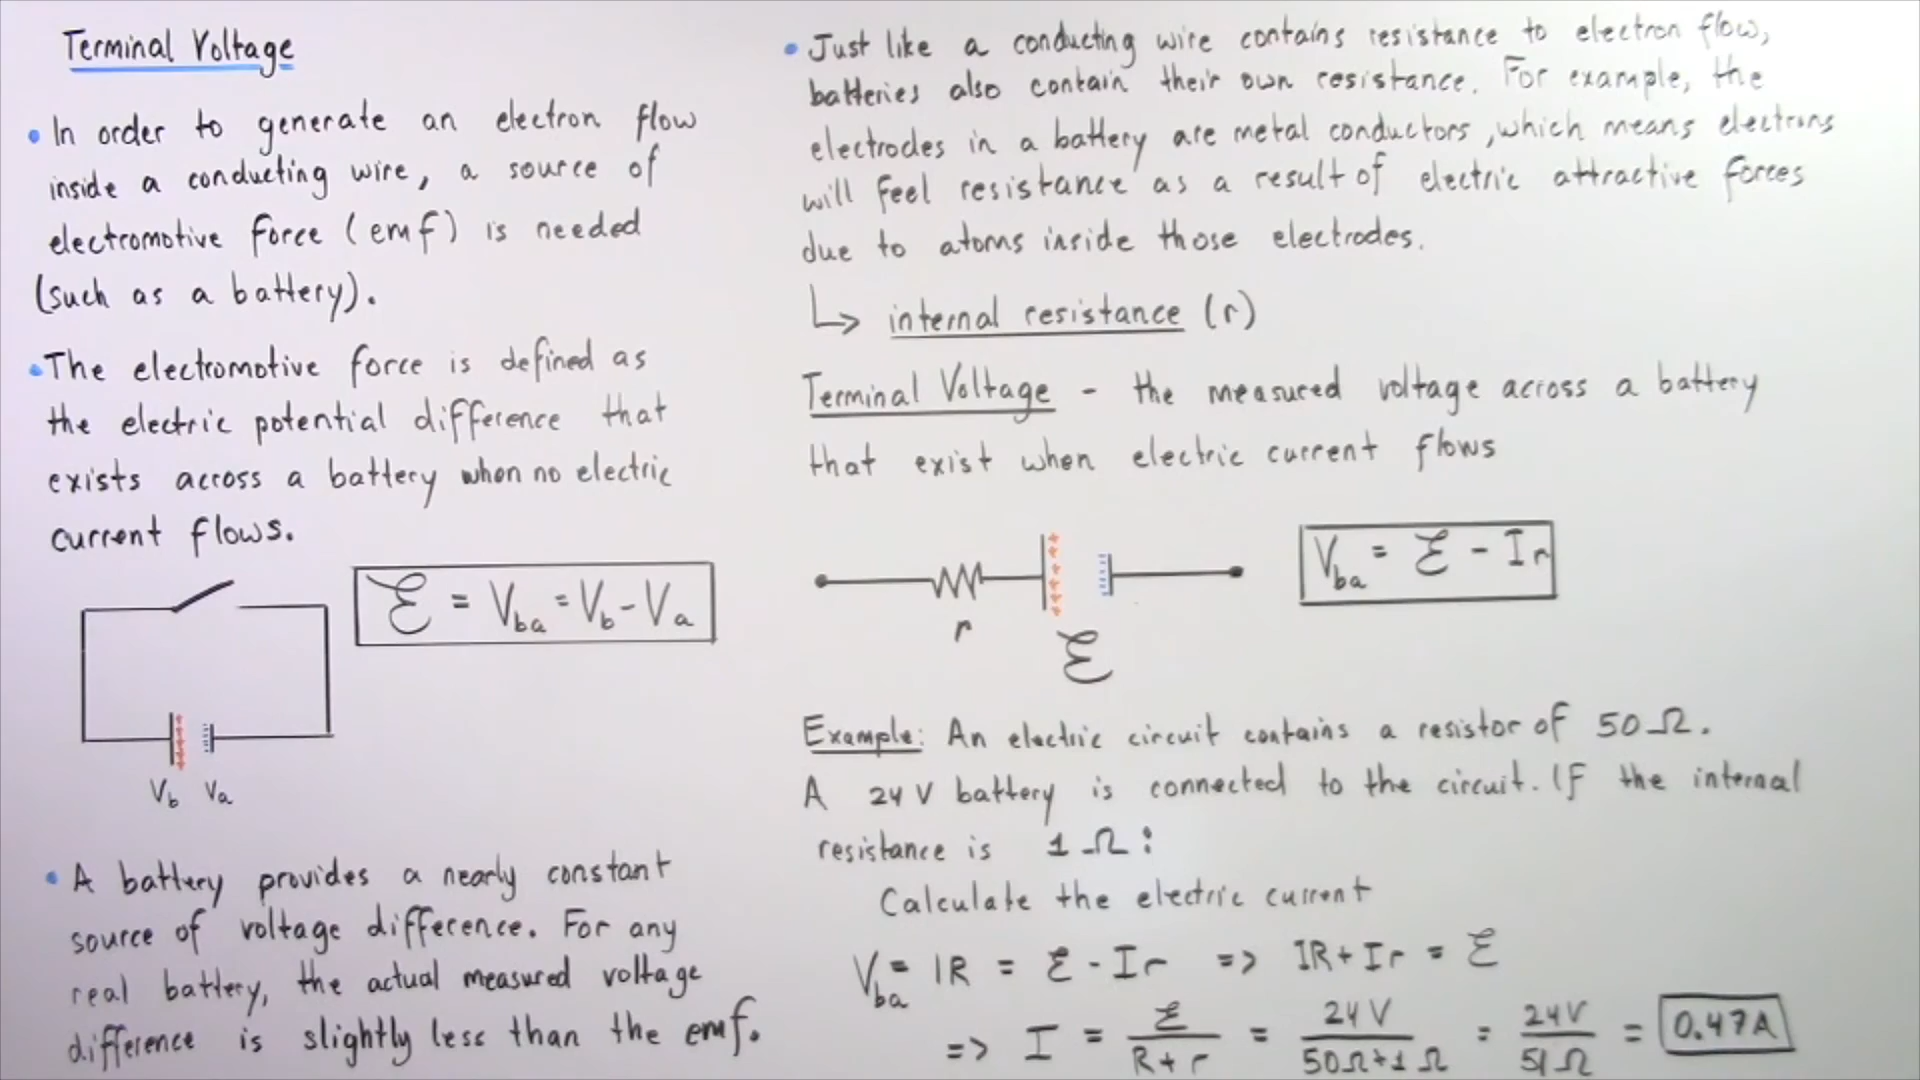 Terminal Voltage
• In order to generate an electron flow
inside a conducting wire, a source of
electromotive force (emf) is needed
(such as a battery).
• The electromotive force is defined as
the electric potential difference that
exists across a battery when no electric
current flows.
ℰ = Vba = Vb - Va
Vb Va
• A battery provides a nearly constant
source of voltage difference. For any
real battery, the actual measured voltage
difference is slightly less than the emf.
• Just like a conducting wire contains resistance to electron flow,
batteries also contain their own resistance. For example, the
electrodes in a battery are metal conductors, which means electrons
will feel resistance as a result of electric attractive forces
due to atoms inside those electrodes.
↳ internal resistance (r)
Terminal Voltage - the measured voltage across a battery
that exist when electric current flows
r
ℰ
Vba = ℰ - Ir
Example: An electric circuit contains a resistor of 50Ω.
A 24V battery is connected to the circuit. If the internal
resistance is 1Ω:
Calculate the electric current
Vba = IR = ℰ - Ir => IR + Ir = ℰ
=> I = ℰ/(R+r) = 24V/(50Ω+1Ω) = 24V/51Ω = 0.47A